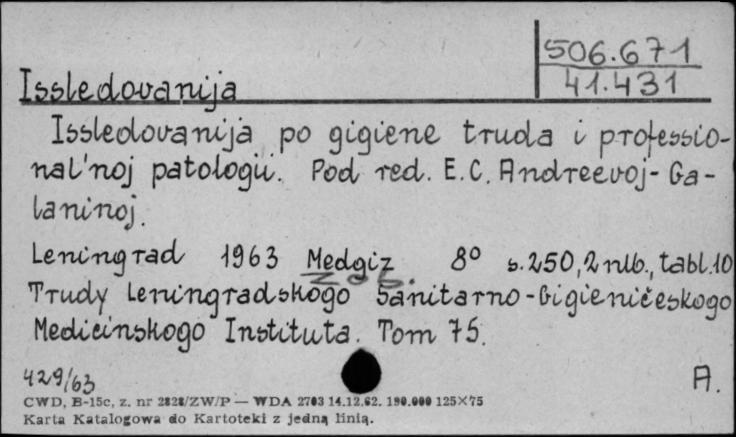 506.671
41.431
Issledovanija
Issledovanija po gigiene truda i professio-
nal'noj patologii. Pod red. E.C. Andreevoj-Ga-
laninoj.
Leningrad 1963 Medgiz. 8° s.250,2 nlb., tabl.10
Trudy Leningradskogo Sanitarno-Gigieničeskogo
Medicinskogo Instituta. Tom 75.
429/63
A.
CWD, B-15c, z. nr 2828/ZW/P — WDA 2703 14.12.62. 190.000 125×75
Karta Katalogowa do Kartoteki z jedną linią.